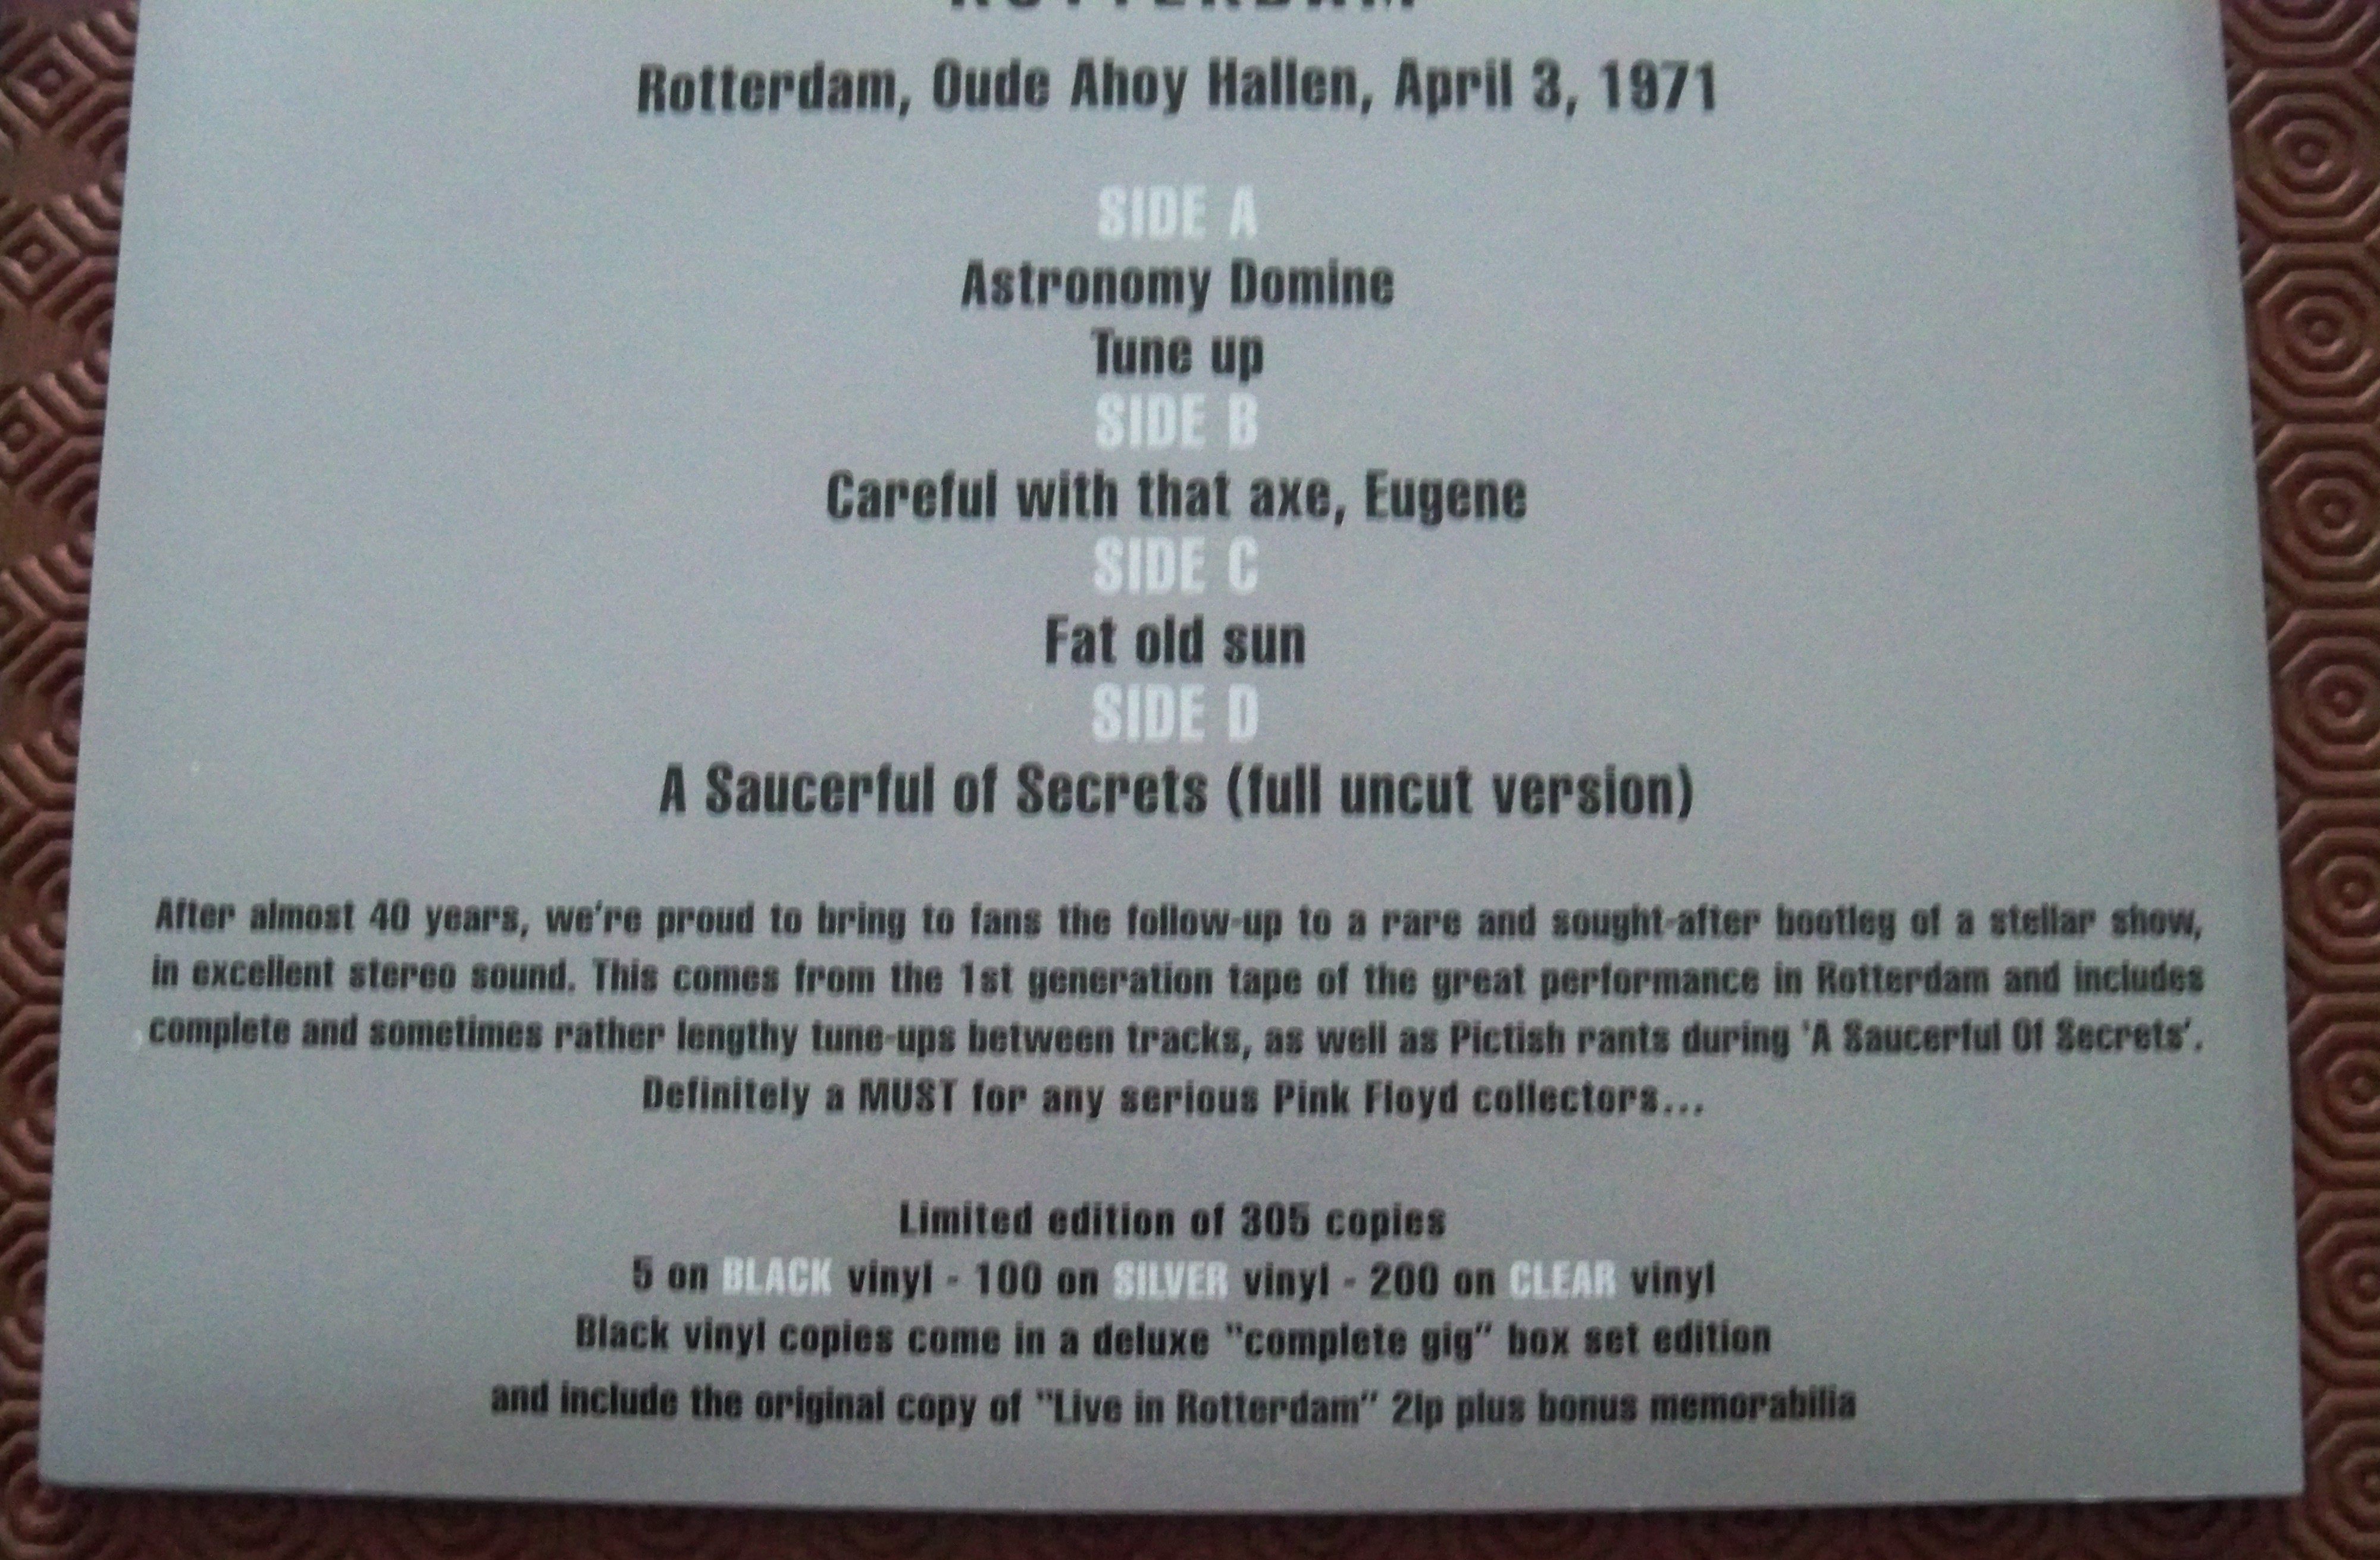 ROTTERDAM
Rotterdam, Oude Ahoy Hallen, April 3, 1971
SIDE A
Astronomy Domine
Tune up
SIDE B
Careful with that axe, Eugene
SIDE C
Fat old sun
SIDE D
A Saucerful of Secrets (full uncut version)
After almost 40 years, we're proud to bring to fans the follow-up to a rare and sought-after bootleg of a stellar show,
in excellent stereo sound. This comes from the 1st generation tape of the great performance in Rotterdam and includes
complete and sometimes rather lengthy tune-ups between tracks, as well as Pictish rants during 'A Saucerful Of Secrets'.
Definitely a MUST for any serious Pink Floyd collectors...
Limited edition of 305 copies
5 on BLACK vinyl - 100 on SILVER vinyl - 200 on CLEAR vinyl
Black vinyl copies come in a deluxe "complete gig" box set edition
and include the original copy of "Live in Rotterdam" 2lp plus bonus memorabilia